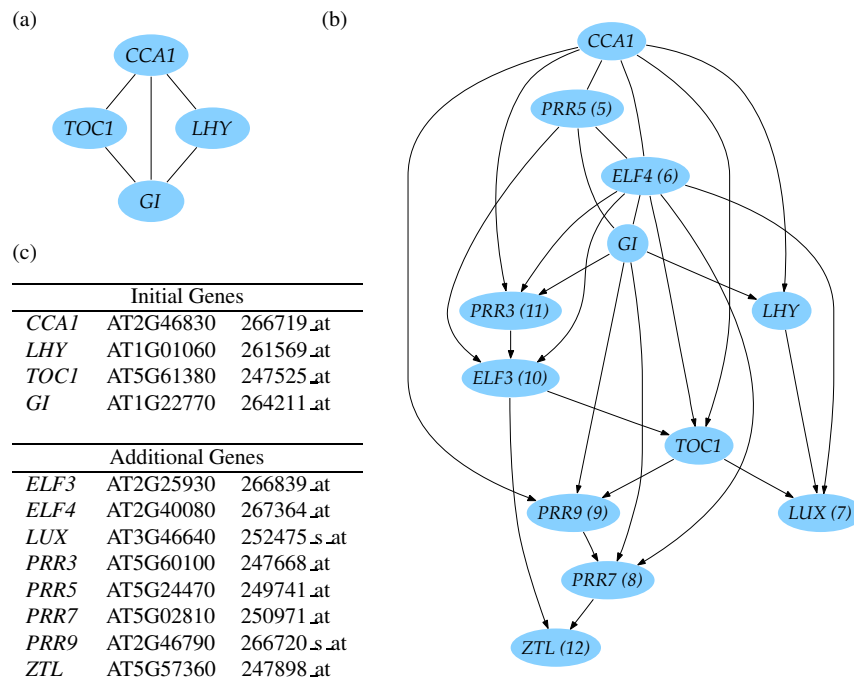 (a)
CCA1
TOC1
LHY
GI
(b)
CCA1
PRR5 (5)
ELF4 (6)
GI
PRR3 (11)
LHY
ELF3 (10)
TOC1
PRR9 (9)
LUX (7)
PRR7 (8)
ZTL (12)
(c)
Initial Genes
CCA1 AT2G46830 266719_at
LHY AT1G01060 261569_at
TOC1 AT5G61380 247525_at
GI AT1G22770 264211_at
Additional Genes
ELF3 AT2G25930 266839_at
ELF4 AT2G40080 267364_at
LUX AT3G46640 252475_s_at
PRR3 AT5G60100 247668_at
PRR5 AT5G24470 249741_at
PRR7 AT5G02810 250971_at
PRR9 AT2G46790 266720_s_at
ZTL AT5G57360 247898_at